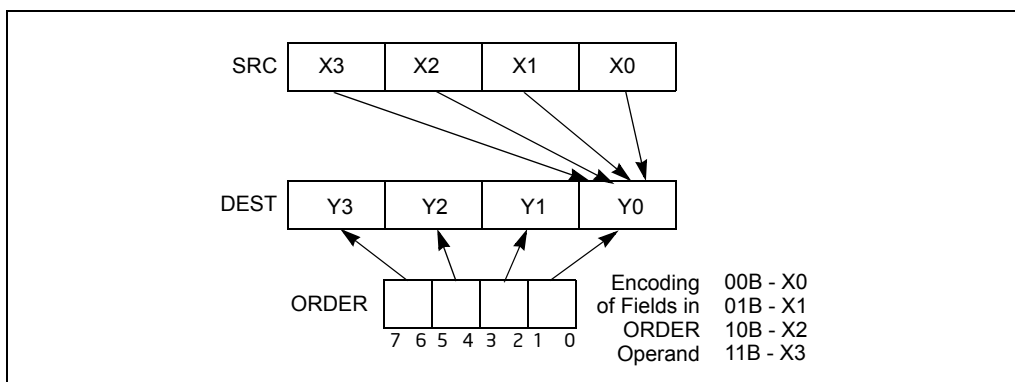 SRC X3 X2 X1 X0
DEST Y3 Y2 Y1 Y0
ORDER
7 6 5 4 3 2 1 0
Encoding 00B - X0
of Fields in 01B - X1
ORDER 10B - X2
Operand 11B - X3